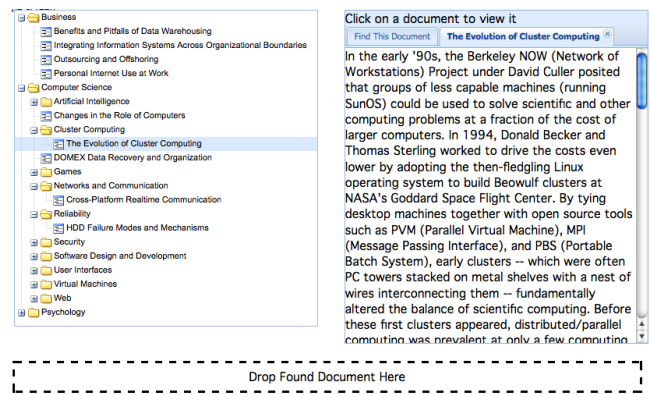 Business
Benefits and Pitfalls of Data Warehousing
Integrating Information Systems Across Organizational Boundaries
Outsourcing and Offshoring
Personal Internet Use at Work
Computer Science
Artificial Intelligence
Changes in the Role of Computers
Cluster Computing
The Evolution of Cluster Computing
DOMEX Data Recovery and Organization
Games
Networks and Communication
Cross-Platform Realtime Communication
Reliability
HDD Failure Modes and Mechanisms
Security
Software Design and Development
User Interfaces
Virtual Machines
Web
Psychology
Click on a document to view it
Find This Document The Evolution of Cluster Computing
In the early '90s, the Berkeley NOW (Network of
Workstations) Project under David Culler posited
that groups of less capable machines (running
SunOS) could be used to solve scientific and other
computing problems at a fraction of the cost of
larger computers. In 1994, Donald Becker and
Thomas Sterling worked to drive the costs even
lower by adopting the then-fledgling Linux
operating system to build Beowulf clusters at
NASA's Goddard Space Flight Center. By tying
desktop machines together with open source tools
such as PVM (Parallel Virtual Machine), MPI
(Message Passing Interface), and PBS (Portable
Batch System), early clusters -- which were often
PC towers stacked on metal shelves with a nest of
wires interconnecting them -- fundamentally
altered the balance of scientific computing. Before
these first clusters appeared, distributed/parallel
computing was prevalent at only a few computing
Drop Found Document Here